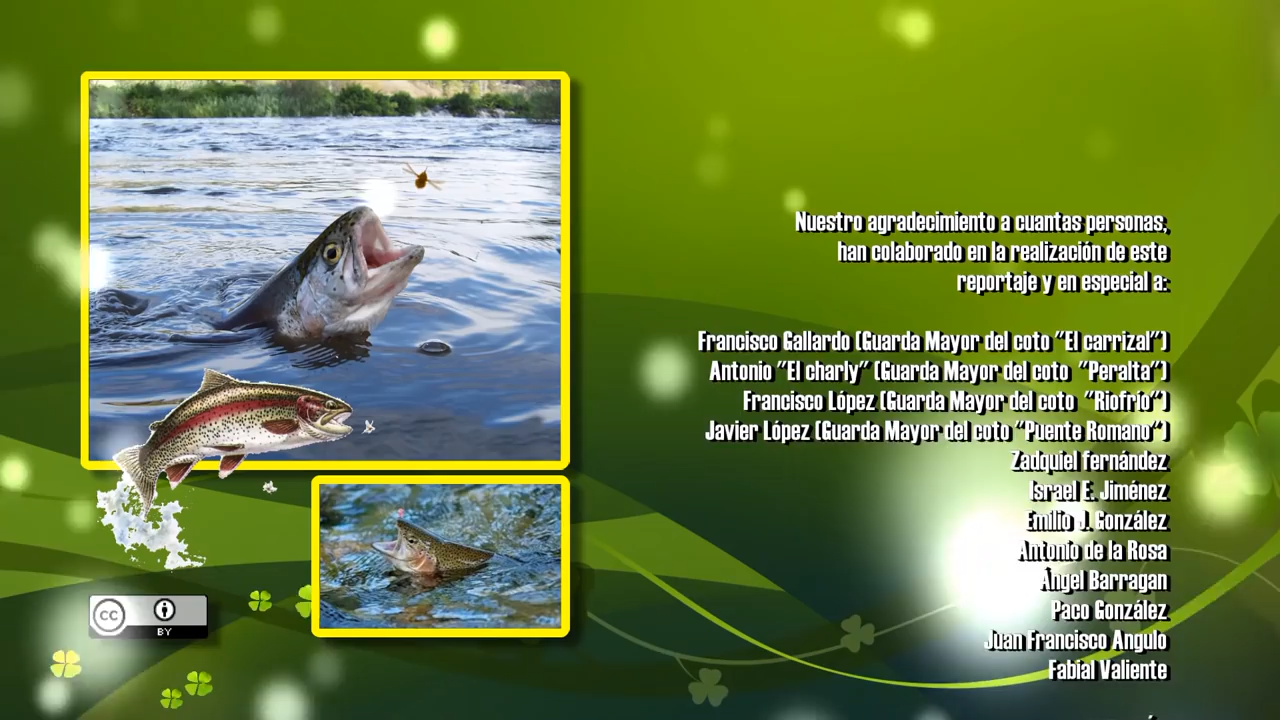 Nuestro agradecimiento a cuantas personas,
han colaborado en la realización de este
reportaje y en especial a:
Francisco Gallardo (Guarda Mayor del coto "El carrizal")
Antonio "El charly" (Guarda Mayor del coto "Peralta")
Francisco López (Guarda Mayor del coto "Riofrío")
Javier López (Guarda Mayor del coto "Puente Romano")
Zadquiel fernández
Israel E. Jiménez
Emilio J. González
Antonio de la Rosa
Ángel Barragan
Paco González
Juan Francisco Angulo
Fabial Valiente
CC
BY